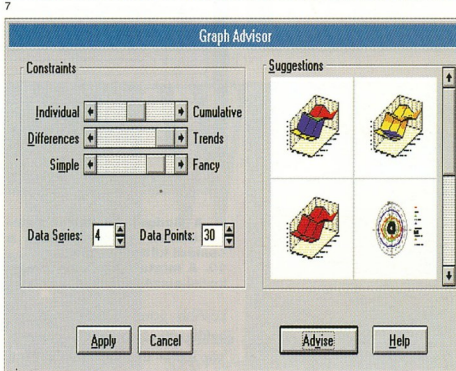 7
Graph Advisor
Constraints
Individual Cumulative
Differences Trends
Simple Fancy
Data Series: 4 Data Points: 30
Suggestions
Apply Cancel
Advise Help